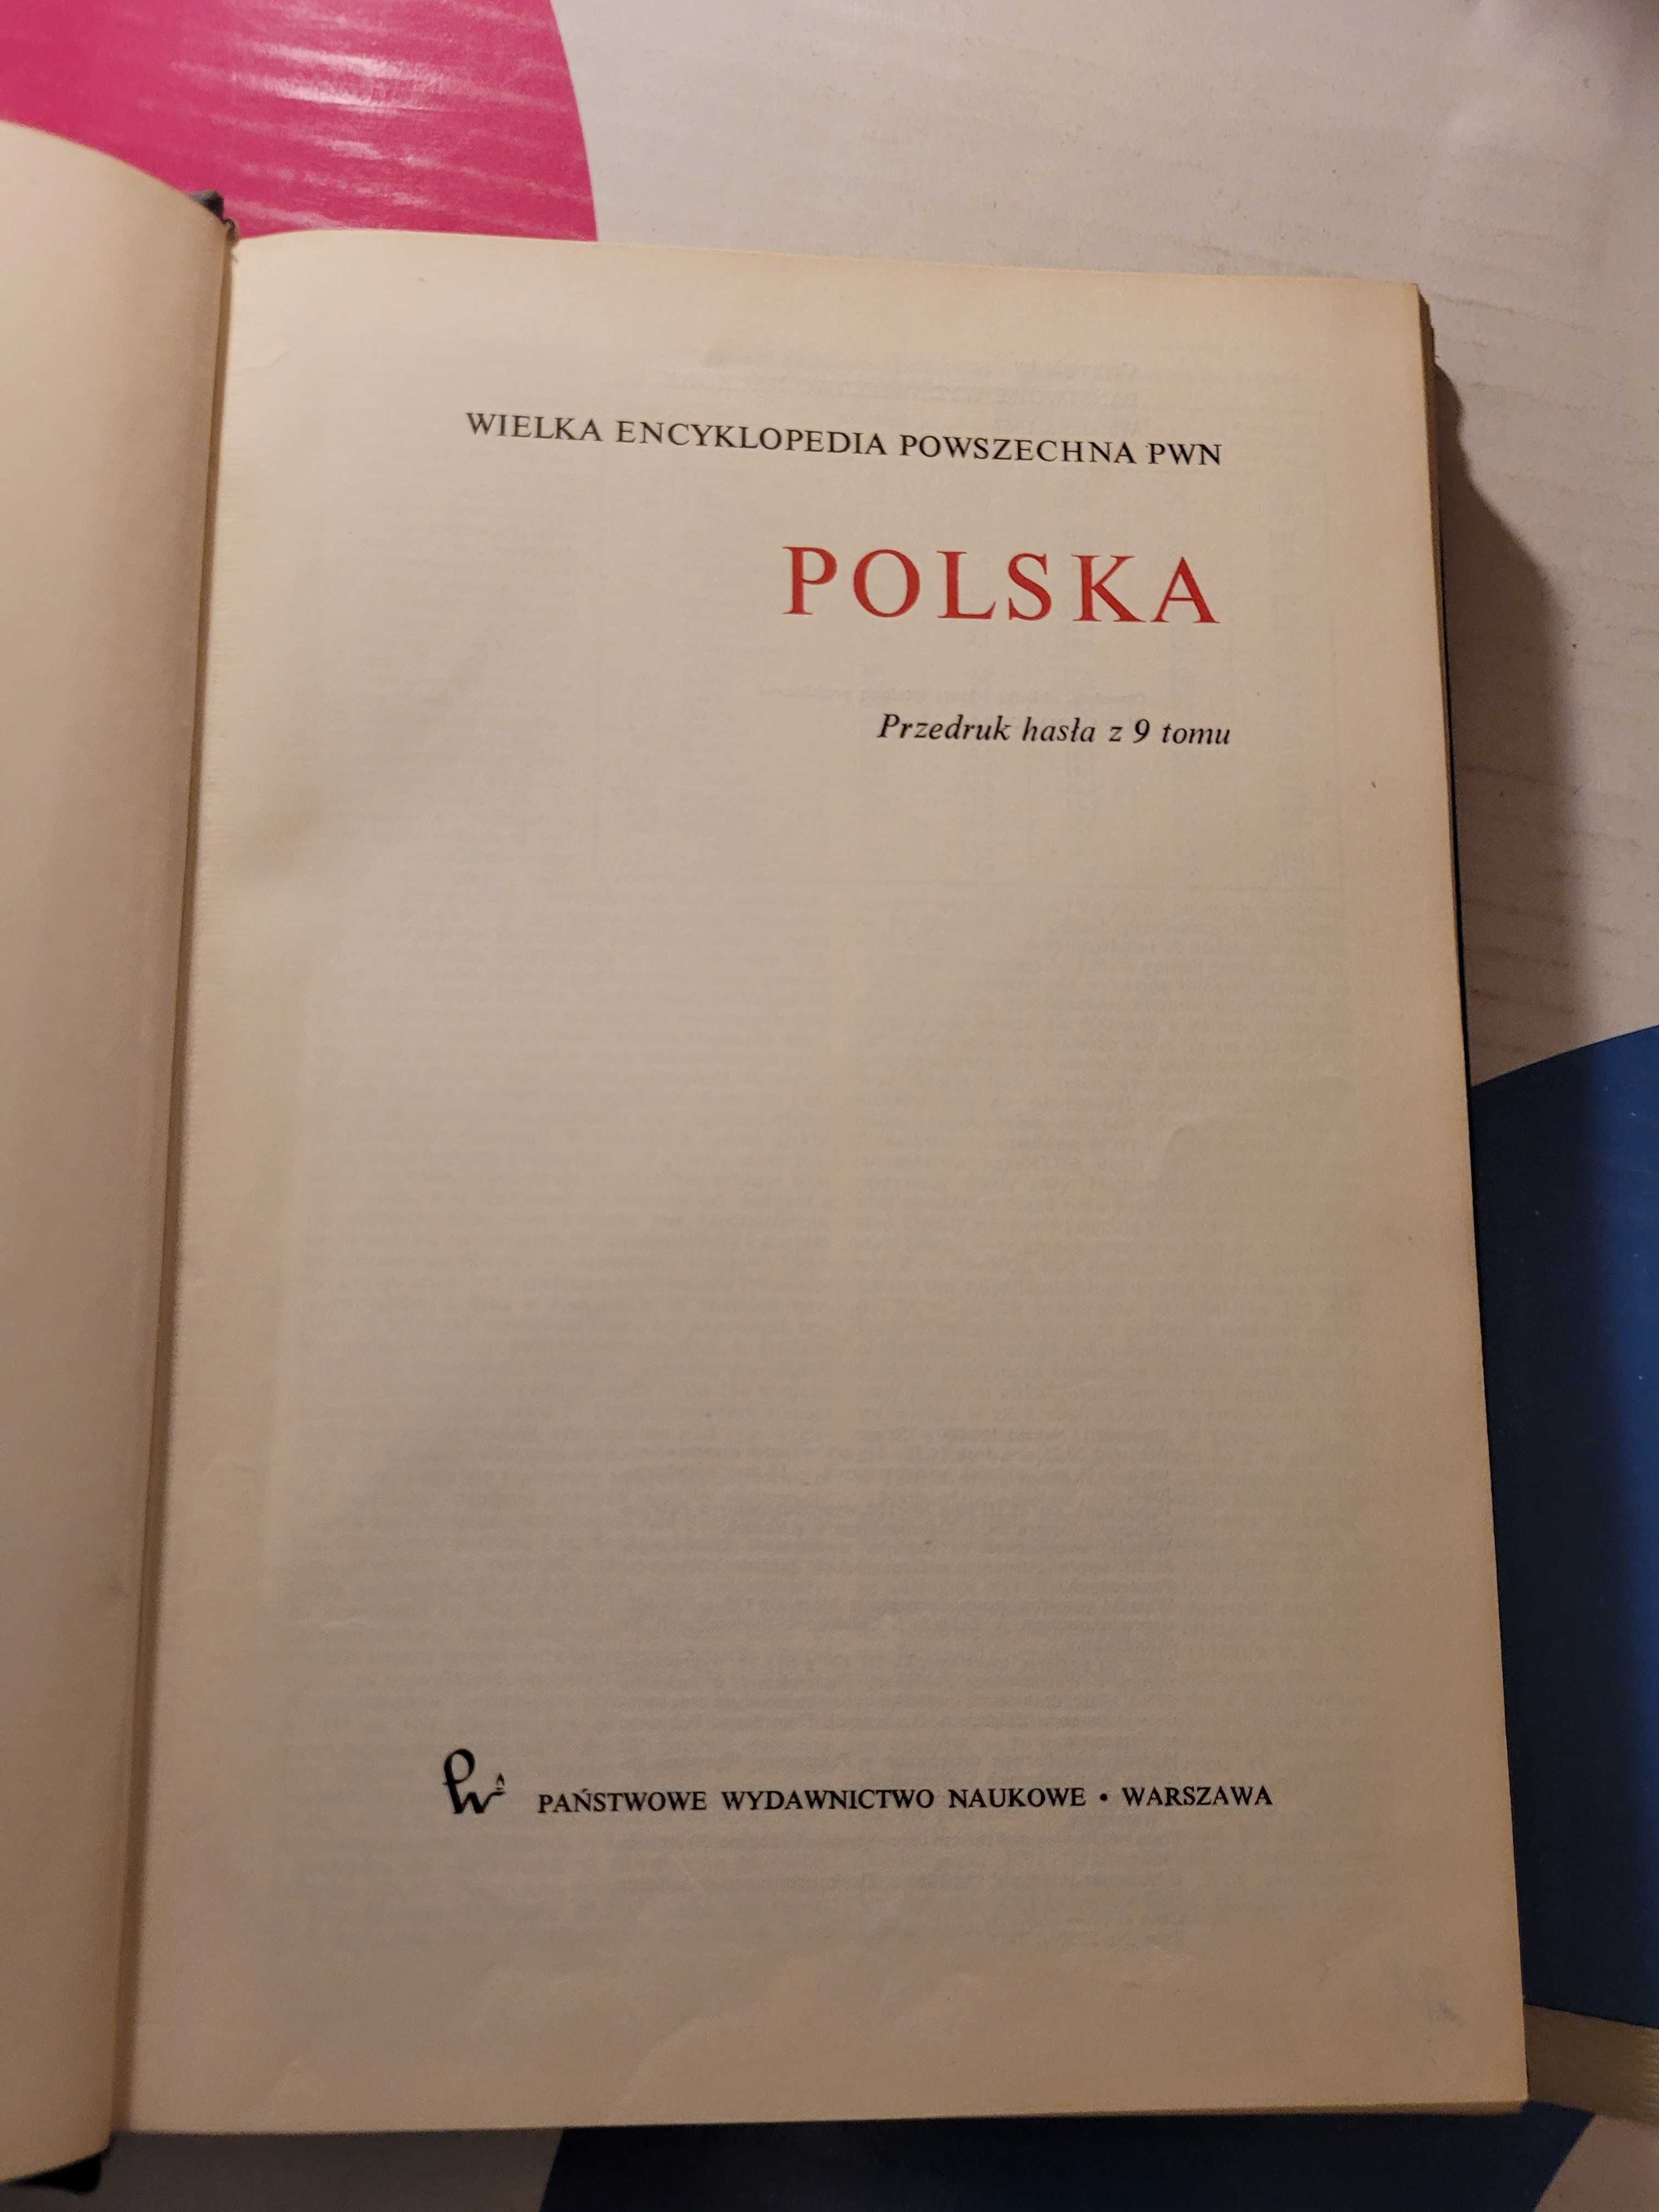 WIELKA ENCYKLOPEDIA POWSZECHNA PWN
POLSKA
Przedruk hasła z 9 tomu
PAŃSTWOWE WYDAWNICTWO NAUKOWE • WARSZAWA